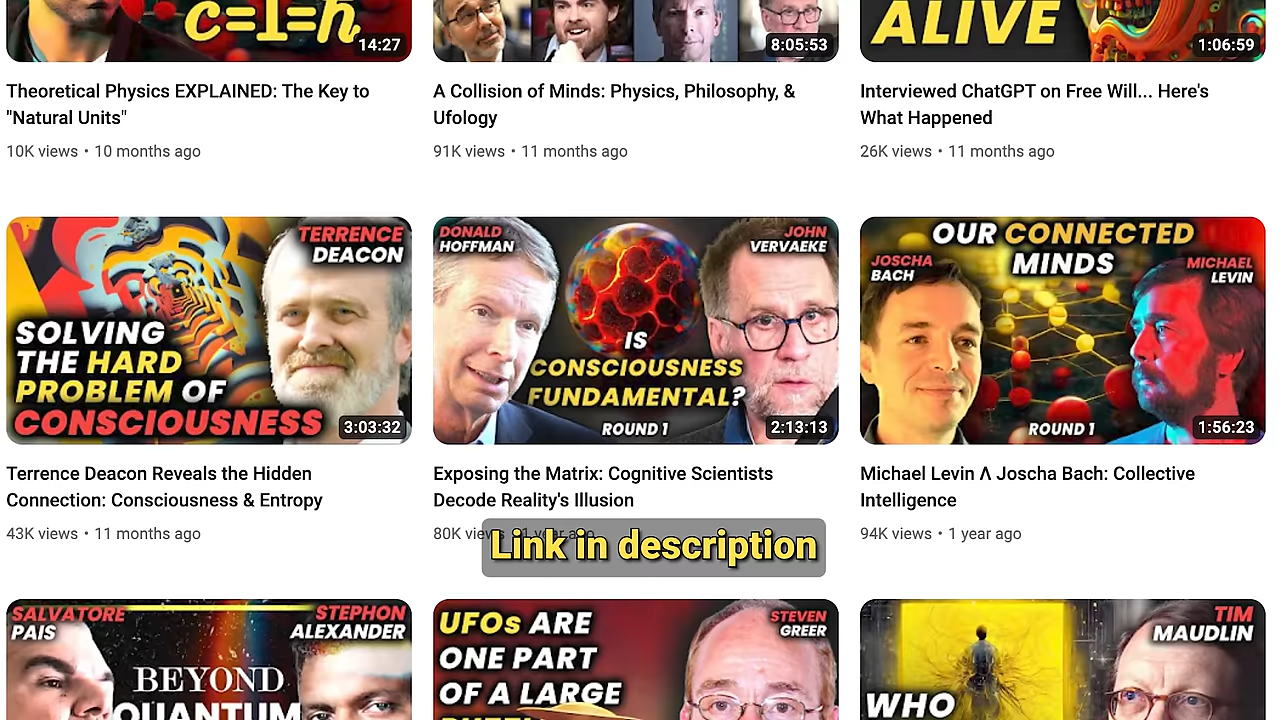 c=1=ħ
14:27
8:05:53
ALIVE
1:06:59
Theoretical Physics EXPLAINED: The Key to
"Natural Units"
10K views • 10 months ago
A Collision of Minds: Physics, Philosophy, &
Ufology
91K views • 11 months ago
Interviewed ChatGPT on Free Will... Here's
What Happened
26K views • 11 months ago
TERRENCE
DEACON
SOLVING
THE HARD
PROBLEM OF
CONSCIOUSNESS
3:03:32
DONALD
HOFFMAN
JOHN
VERVAEKE
IS
CONSCIOUSNESS
FUNDAMENTAL?
ROUND 1
2:13:13
OUR CONNECTED
MINDS
JOSCHA
BACH
MICHAEL
LEVIN
ROUND 1
1:56:23
Terrence Deacon Reveals the Hidden
Connection: Consciousness & Entropy
43K views • 11 months ago
Exposing the Matrix: Cognitive Scientists
Decode Reality's Illusion
80K views • 1 year ago
Michael Levin Λ Joscha Bach: Collective
Intelligence
94K views • 1 year ago
Link in description
SALVATORE
PAIS
STEPHON
ALEXANDER
BEYOND
QUANTUM
UFOs ARE
ONE PART
OF A LARGE
STEVEN
GREER
TIM
MAUDLIN
WHO